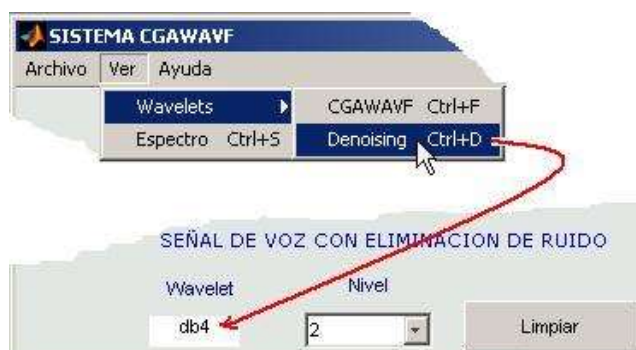 SISTEMA CGAWAVF
Archivo Ver Ayuda
Wavelets CGAWAVF Ctrl+F
Espectro Ctrl+S Denoising Ctrl+D
SEÑAL DE VOZ CON ELIMINACION DE RUIDO
Wavelet Nivel
db4 2 Limpiar